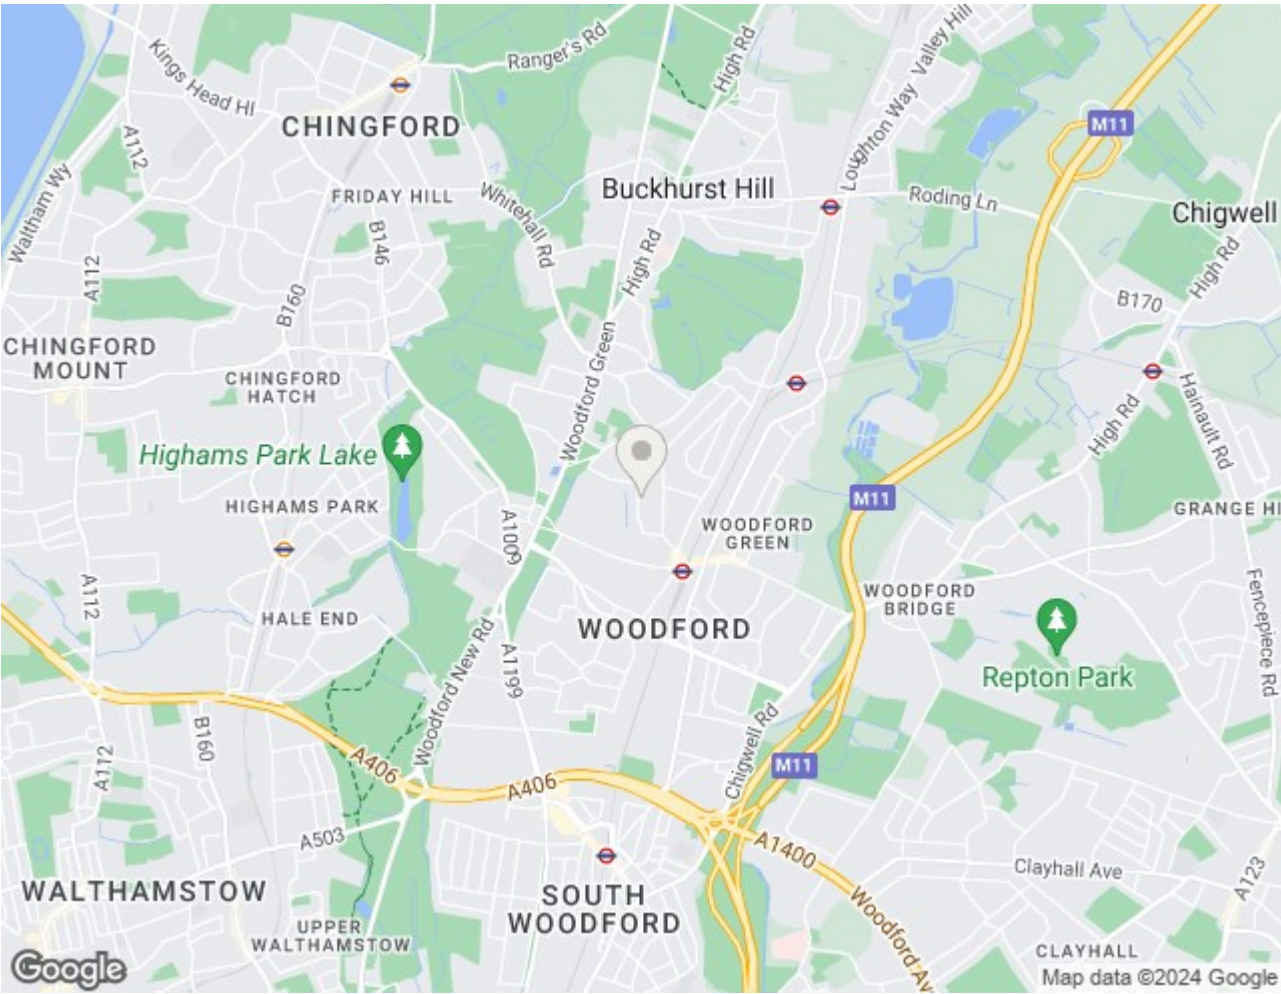 Ranger's Rd
High Rd
Valley Hill
Kings Head Hl
CHINGFORD
M11
A112
Loughton Way
Waltham Wy
FRIDAY HILL
Whitehall Rd
Buckhurst Hill
Roding Ln
Chigwell
B146
High Rd
High Rd
A112
B160
B170
CHINGFORD
MOUNT
Woodford Green
CHINGFORD
HATCH
Hainault Rd
High Rd
Highams Park Lake
M11
HIGHAMS PARK
A1009
WOODFORD
GREEN
GRANGE HI
A112
WOODFORD
BRIDGE
Fencepiece Rd
HALE END
WOODFORD
Woodford New Rd
A1199
Repton Park
B160
Chigwell Rd
A112
A406
A406
M11
A503
A1400
Clayhall Ave
A123
WALTHAMSTOW
SOUTH
WOODFORD
Woodford Av
UPPER
WALTHAMSTOW
CLAYHALL
Google
Map data ©2024 Google